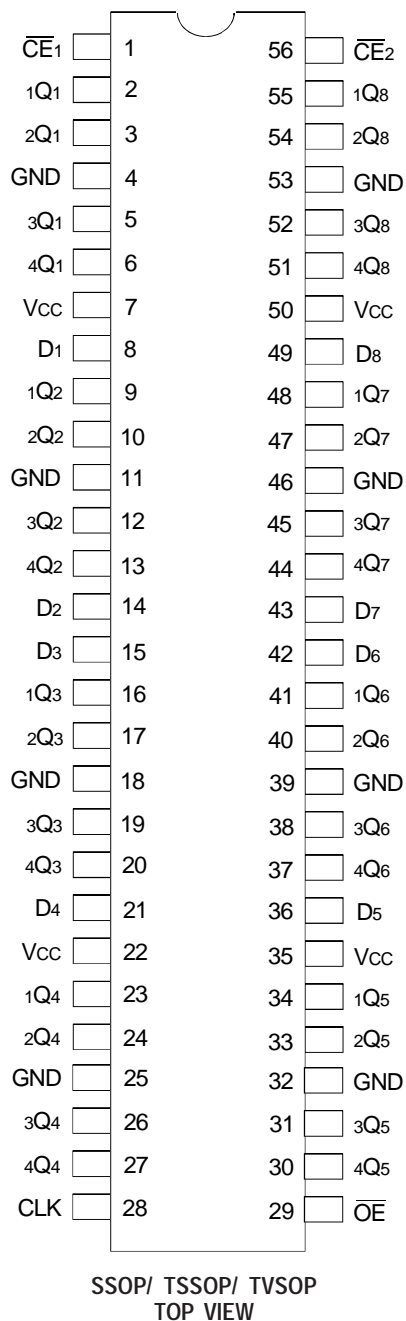 C̅E̅1 1 56 C̅E̅2
1Q1 2 55 1Q8
2Q1 3 54 2Q8
GND 4 53 GND
3Q1 5 52 3Q8
4Q1 6 51 4Q8
VCC 7 50 VCC
D1 8 49 D8
1Q2 9 48 1Q7
2Q2 10 47 2Q7
GND 11 46 GND
3Q2 12 45 3Q7
4Q2 13 44 4Q7
D2 14 43 D7
D3 15 42 D6
1Q3 16 41 1Q6
2Q3 17 40 2Q6
GND 18 39 GND
3Q3 19 38 3Q6
4Q3 20 37 4Q6
D4 21 36 D5
VCC 22 35 VCC
1Q4 23 34 1Q5
2Q4 24 33 2Q5
GND 25 32 GND
3Q4 26 31 3Q5
4Q4 27 30 4Q5
CLK 28 29 O̅E̅
SSOP/ TSSOP/ TVSOP
TOP VIEW